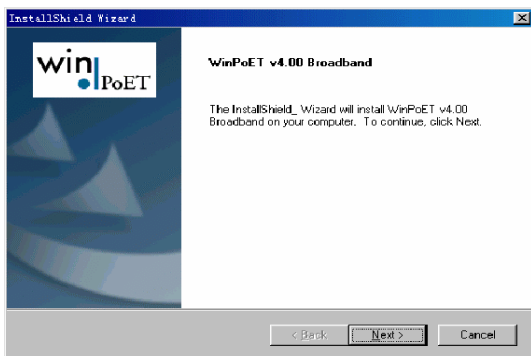 InstallShield Wizard
win PoET
WinPoET v4.00 Broadband
The InstallShield_ Wizard will install WinPoET v4.00
Broadband on your computer. To continue, click Next.
< Back
Next >
Cancel